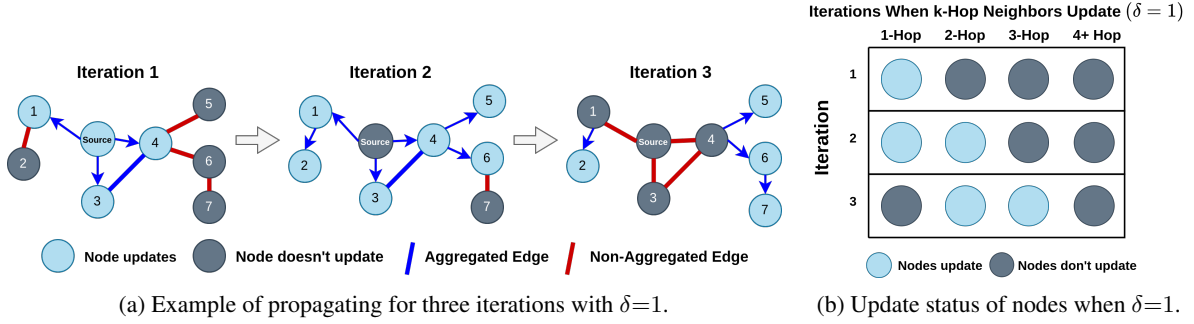 Iteration 1
1
2
Source
3
4
5
6
7
Iteration 2
1
2
Source
3
4
5
6
7
Iteration 3
1
2
Source
3
4
5
6
7
Node updates
Node doesn't update
Aggregated Edge
Non-Aggregated Edge
(a) Example of propagating for three iterations with δ=1.
Iterations When k-Hop Neighbors Update (δ = 1)
1-Hop 2-Hop 3-Hop 4+ Hop
Iteration
1
2
3
Nodes update
Nodes don't update
(b) Update status of nodes when δ=1.